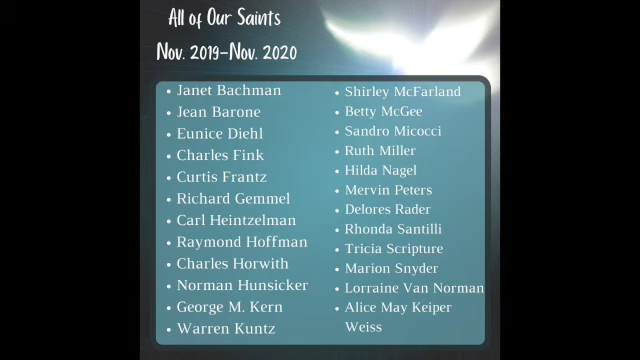 All of Our Saints
Nov. 2019-Nov. 2020
• Janet Bachman
• Jean Barone
• Eunice Diehl
• Charles Fink
• Curtis Frantz
• Richard Gemmel
• Carl Heintzelman
• Raymond Hoffman
• Charles Horwith
• Norman Hunsicker
• George M. Kern
• Warren Kuntz
• Shirley McFarland
• Betty McGee
• Sandro Micocci
• Ruth Miller
• Hilda Nagel
• Mervin Peters
• Delores Rader
• Rhonda Santilli
• Tricia Scripture
• Marion Snyder
• Lorraine Van Norman
• Alice May Keiper
Weiss